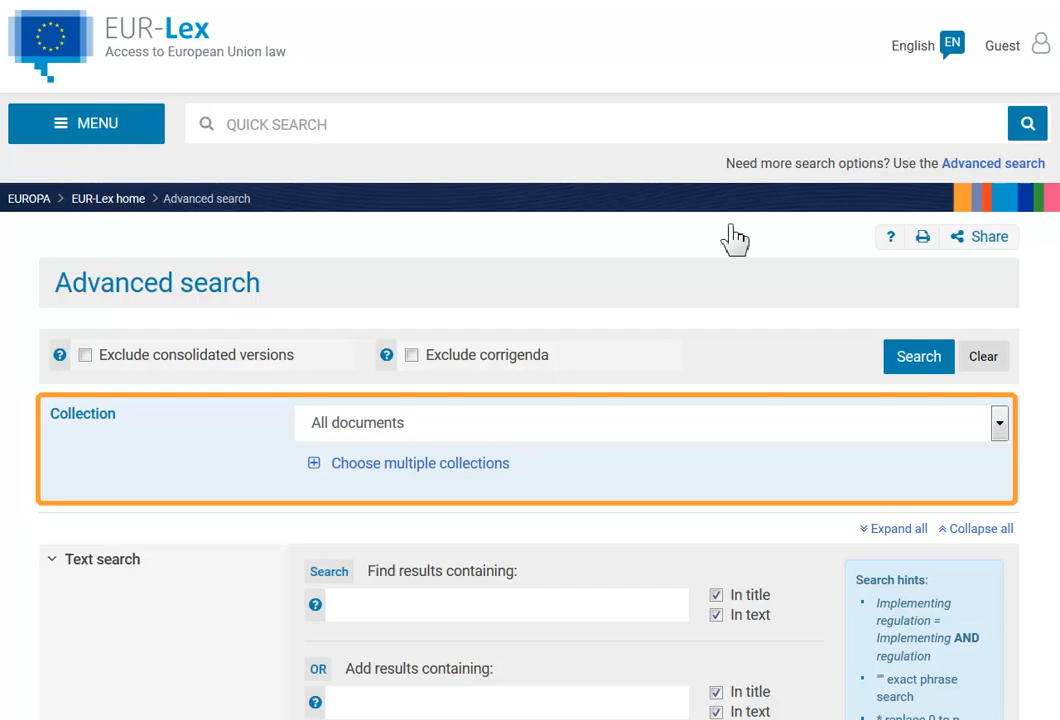 EUR-Lex
Access to European Union law
English EN Guest
MENU
QUICK SEARCH
Need more search options? Use the Advanced search
EUROPA > EUR-Lex home > Advanced search
? Share
Advanced search
? Exclude consolidated versions ? Exclude corrigenda Search Clear
Collection
All documents
Choose multiple collections
Expand all Collapse all
Text search
Search Find results containing:
?
In title
In text
OR Add results containing:
?
In title
In text
Search hints:
• Implementing
regulation =
Implementing AND
regulation
• "" exact phrase
search
• * replace 0 to n